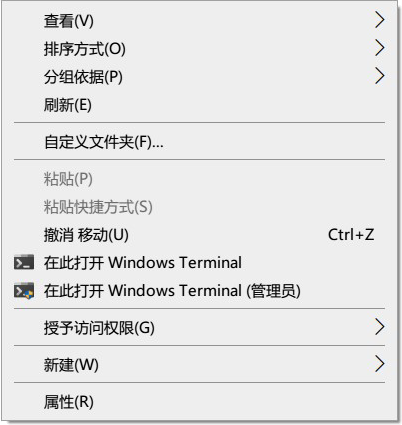 查看(V)
排序方式(O)
分组依据(P)
刷新(E)
自定义文件夹(F)...
粘贴(P)
粘贴快捷方式(S)
撤消 移动(U) Ctrl+Z
在此打开 Windows Terminal
在此打开 Windows Terminal (管理员)
授予访问权限(G)
新建(W)
属性(R)